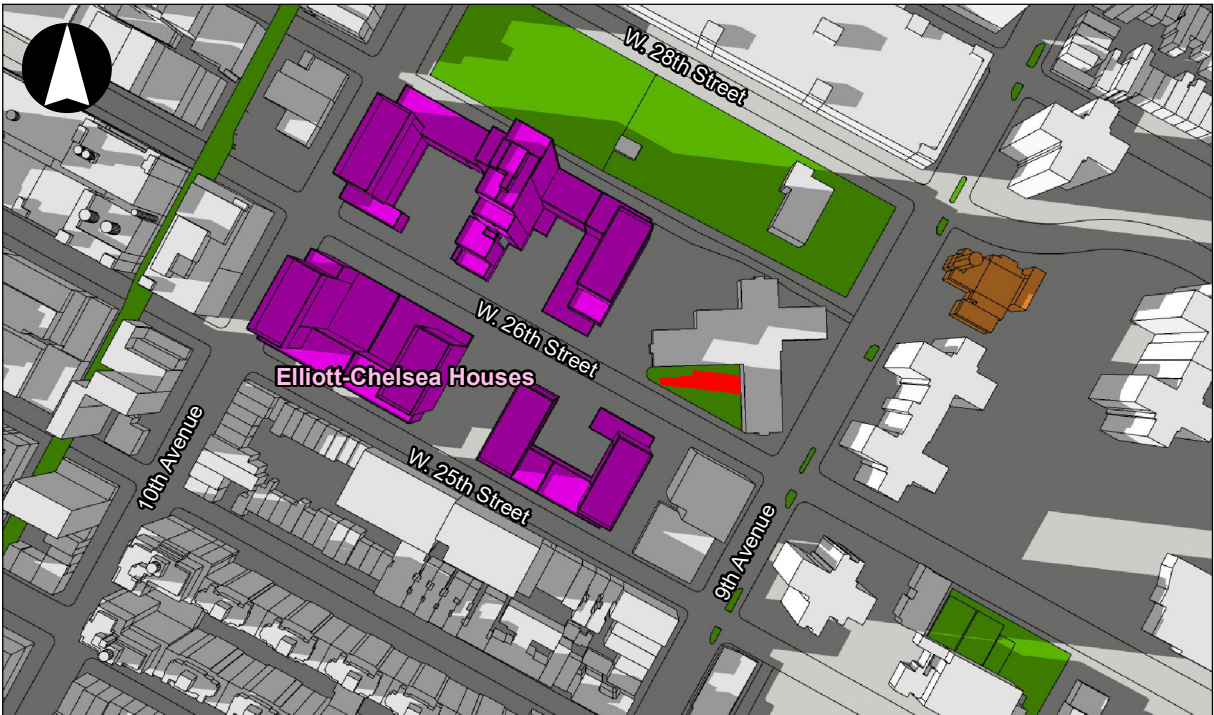 W. 28th Street
W. 26th Street
Elliott-Chelsea Houses
10th Avenue
W. 25th Street
9th Avenue